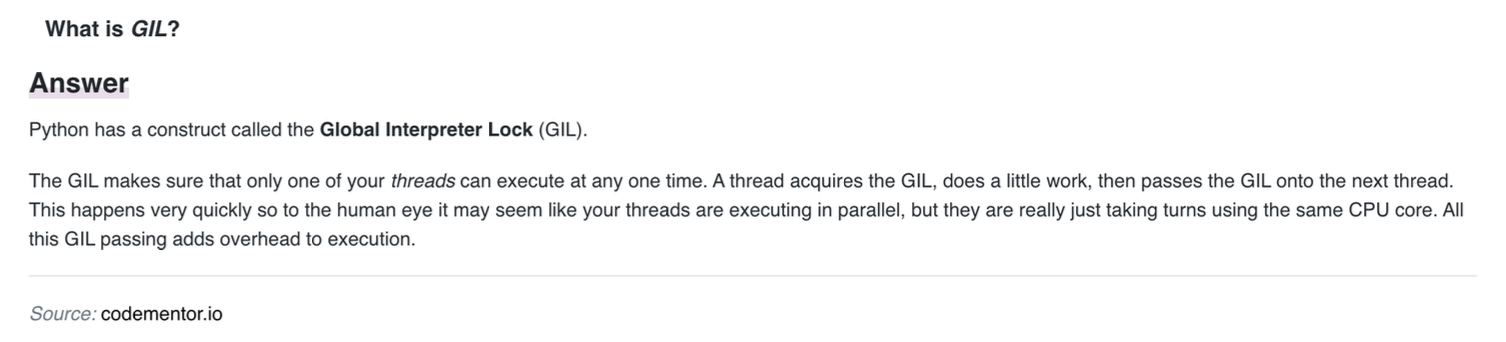 What is GIL?
Answer
Python has a construct called the Global Interpreter Lock (GIL).
The GIL makes sure that only one of your threads can execute at any one time. A thread acquires the GIL, does a little work, then passes the GIL onto the next thread.
This happens very quickly so to the human eye it may seem like your threads are executing in parallel, but they are really just taking turns using the same CPU core. All
this GIL passing adds overhead to execution.
Source: codementor.io